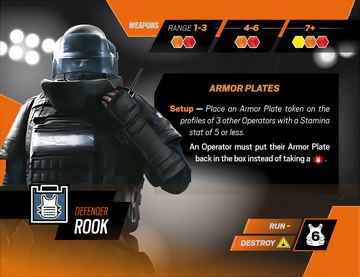 WEAPONS RANGE 1-3 4-6 7+
ARMOR PLATES
Setup — Place an Armor Plate token on the
profiles of 3 other Operators with a Stamina
stat of 5 or less.
An Operator must put their Armor Plate
back in the box instead of taking a .
DEFENDER
ROOK
RUN -
DESTROY
6